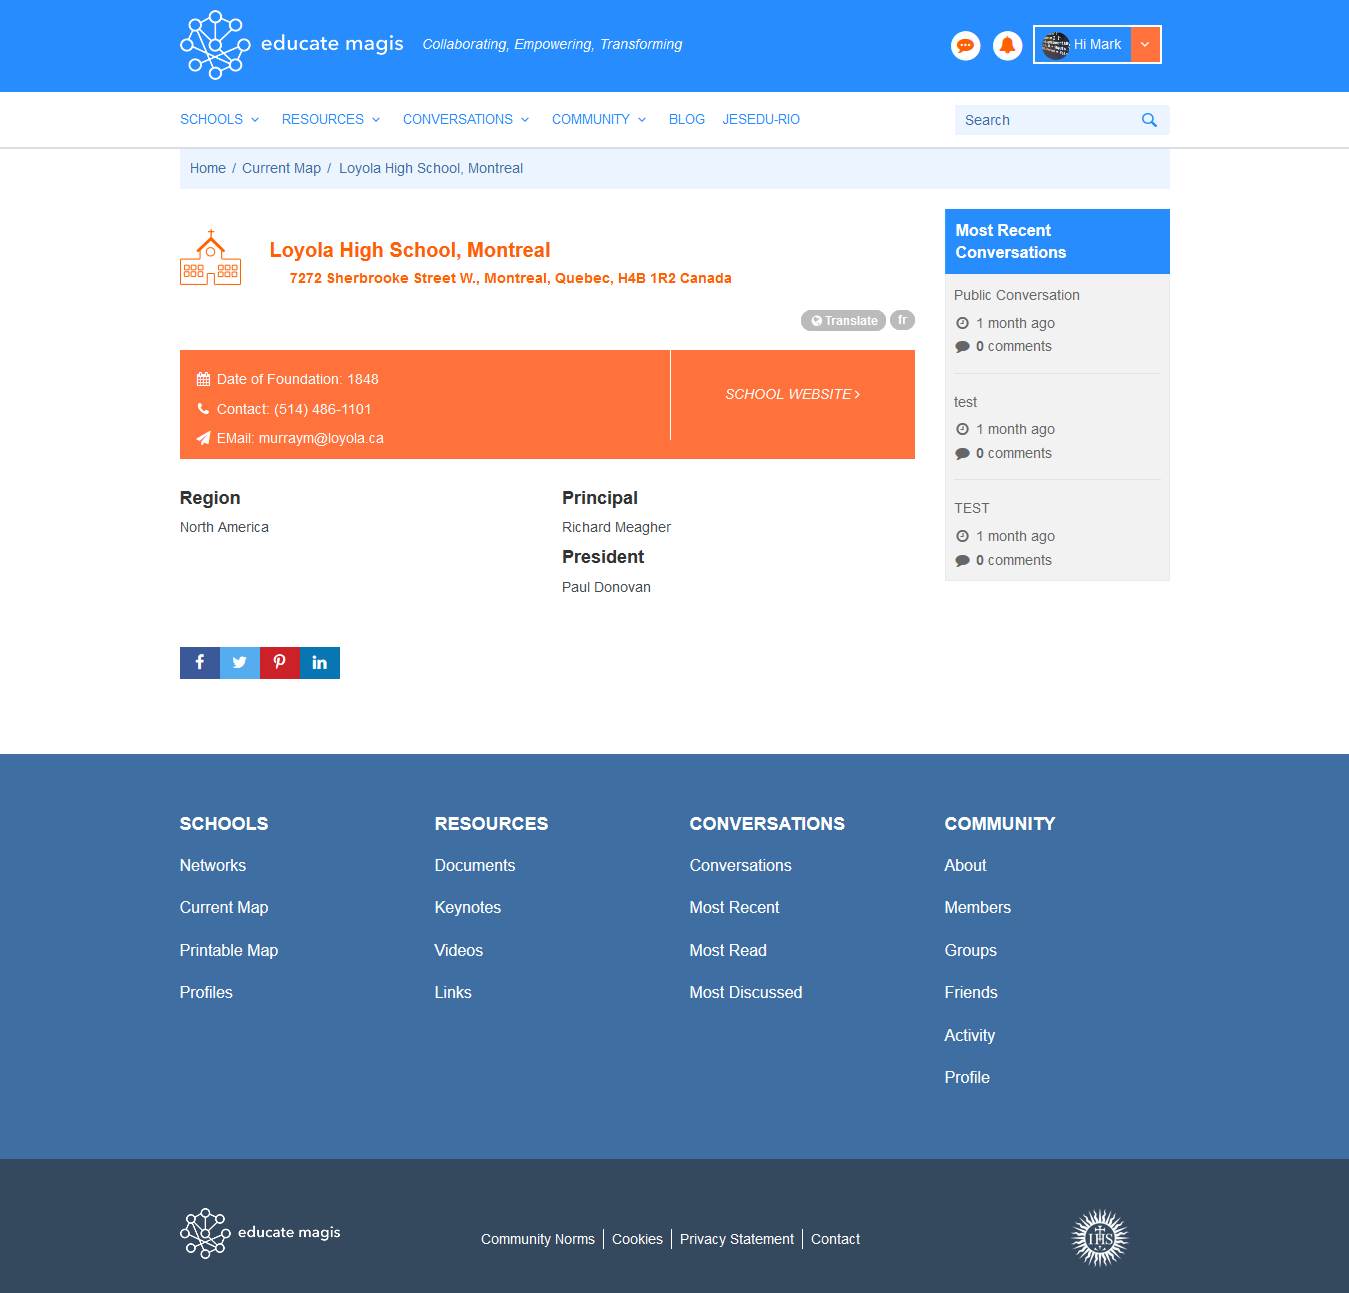 educate magis
Collaborating, Empowering, Transforming
Hi Mark
SCHOOLS
RESOURCES
CONVERSATIONS
COMMUNITY
BLOG
JESEDU-RIO
Search
Home / Current Map / Loyola High School, Montreal
Loyola High School, Montreal
7272 Sherbrooke Street W., Montreal, Quebec, H4B 1R2 Canada
Translate
fr
Date of Foundation: 1848
Contact: (514) 486-1101
EMail: murraym@loyola.ca
SCHOOL WEBSITE
Region
North America
Principal
Richard Meagher
President
Paul Donovan
Most Recent
Conversations
Public Conversation
1 month ago
0 comments
test
1 month ago
0 comments
TEST
1 month ago
0 comments
SCHOOLS
Networks
Current Map
Printable Map
Profiles
RESOURCES
Documents
Keynotes
Videos
Links
CONVERSATIONS
Conversations
Most Recent
Most Read
Most Discussed
COMMUNITY
About
Members
Groups
Friends
Activity
Profile
educate magis
Community Norms
Cookies
Privacy Statement
Contact
IHS